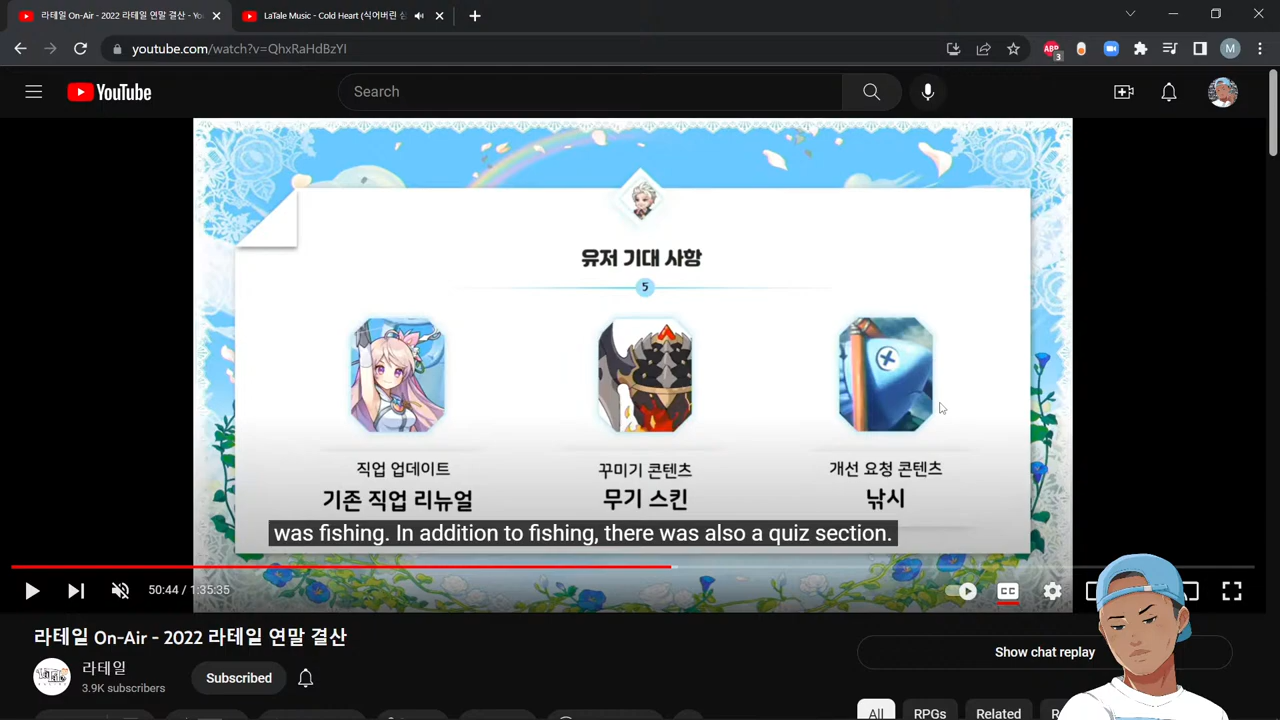 라테일 On-Air - 2022 라테일 연말 결산 - Yo
LaTale Music - Cold Heart (식어버린 심
youtube.com/watch?v=QhxRaHdBzYI
ABP
3
M
YouTube
Search
유저 기대 사항
5
직업 업데이트
꾸미기 콘텐츠
개선 요청 콘텐츠
기존 직업 리뉴얼
무기 스킨
낚시
was fishing. In addition to fishing, there was also a quiz section.
50:44 / 1:35:35
CC
라테일 On-Air - 2022 라테일 연말 결산
라테일
3.9K subscribers
Subscribed
Show chat replay
All
RPGs
Related